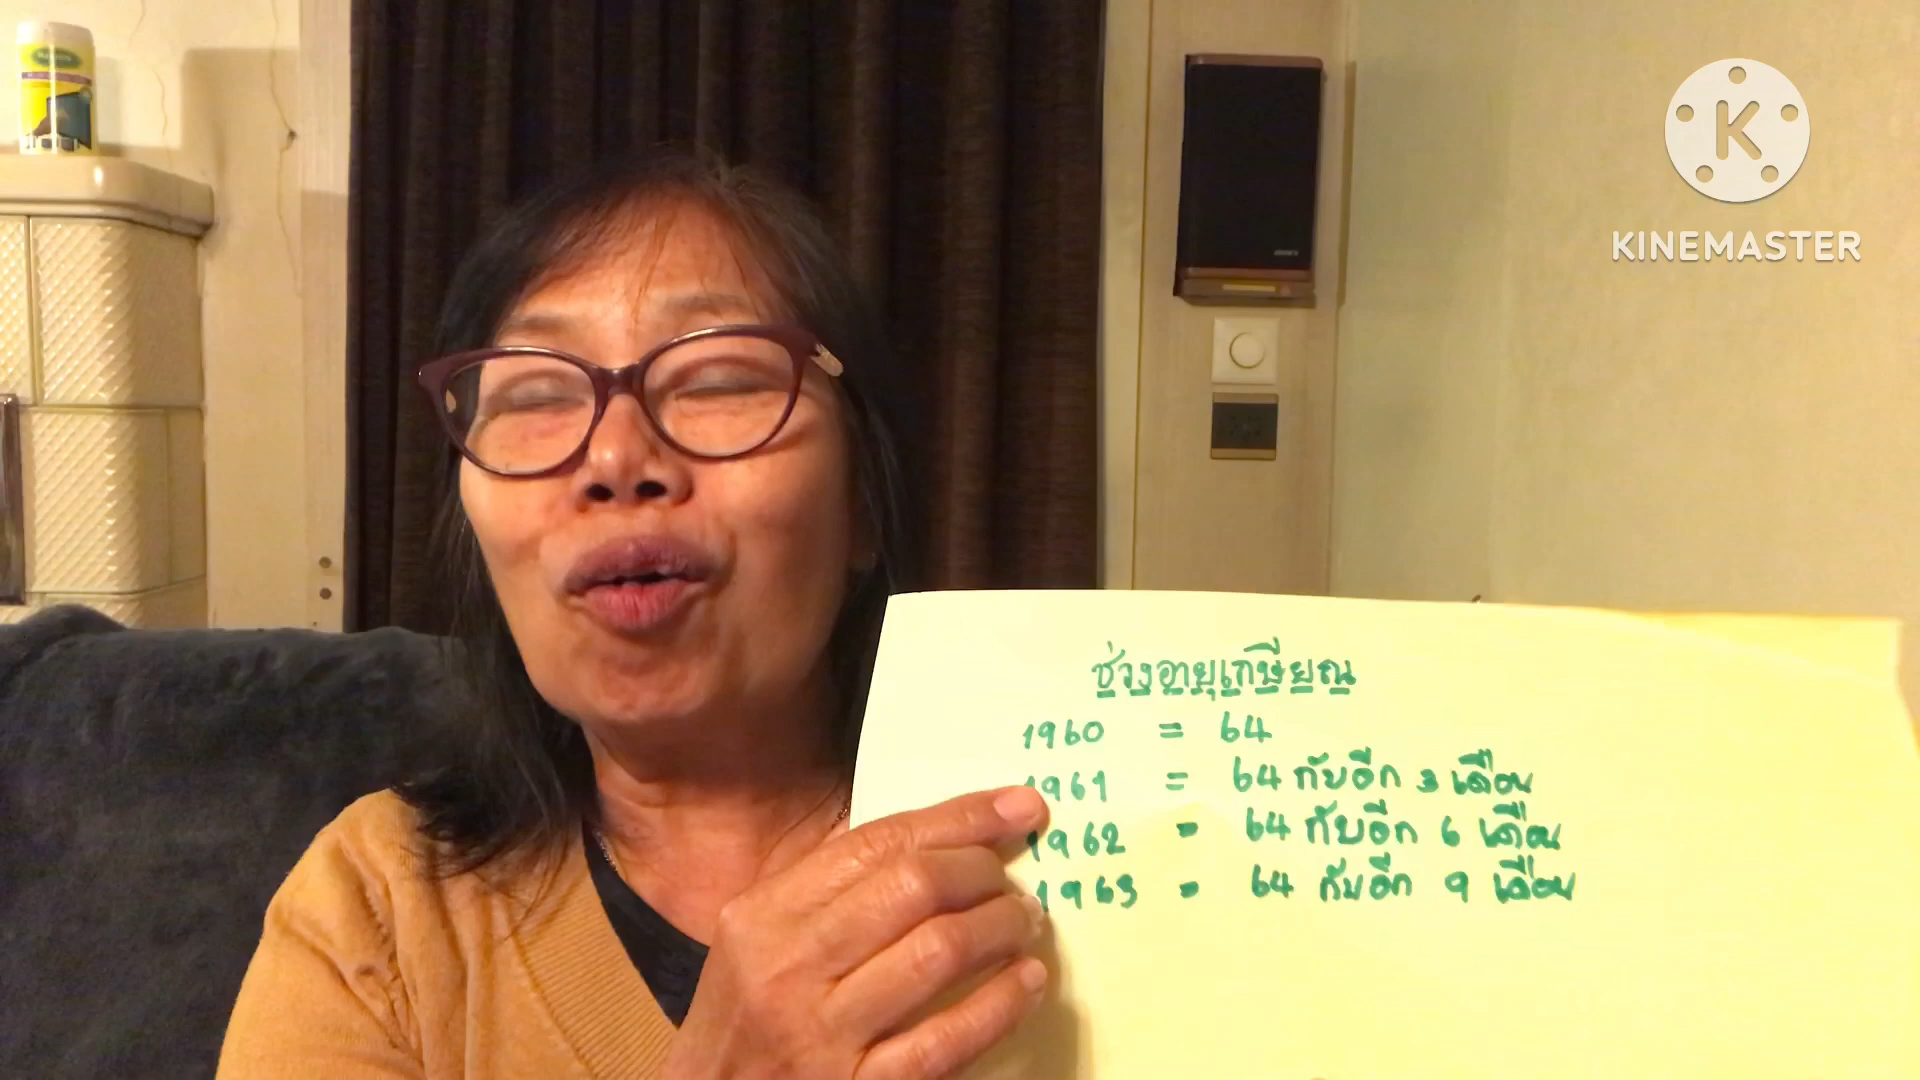 K
KINEMASTER
ช่วงอายุเกษียณ
1960 = 64
1961 = 64 กับอีก 3 เดือน
1962 = 64 กับอีก 6 เดือน
1963 = 64 กับอีก 9 เดือน